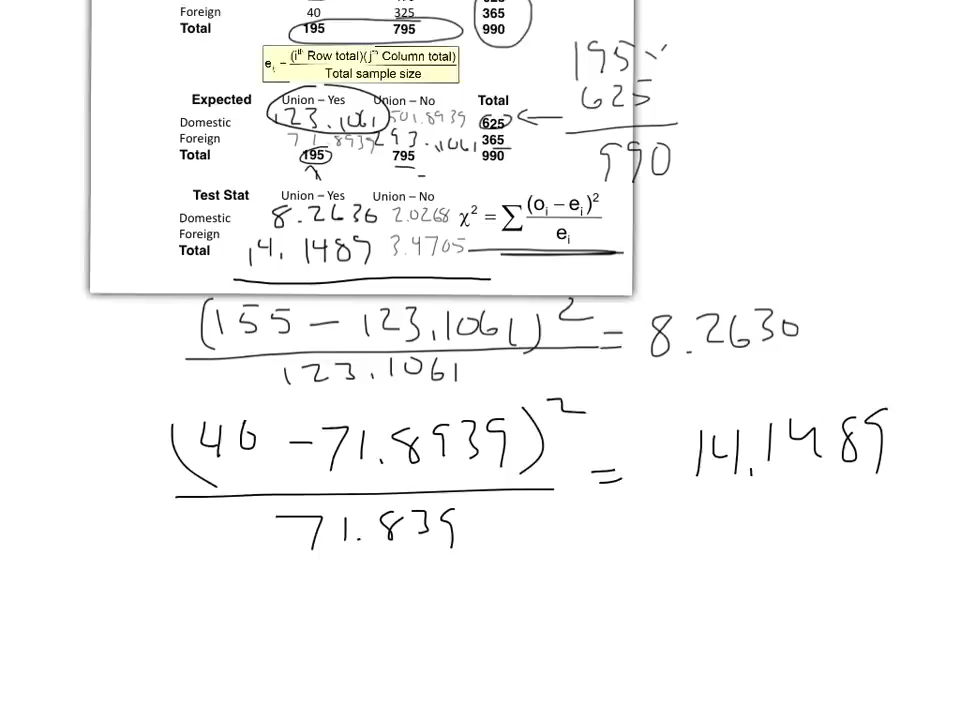 Foreign 40 325 365
Total 195 795 990
(iᵗʰ Row total)(jᵗʰ Column total)
Total sample size
195 ×
625
990
Expected Union – Yes Union – No Total
Domestic 123.1061 501.8939 625
Foreign 71.8939 293.1061 365
Total 195 795 990
Test Stat Union – Yes Union – No
Domestic 8.2636 2.0268 χ² = ∑ (oᵢ – eᵢ)² / eᵢ
Foreign
Total 14.1489 3.4705
(155 – 123.1061)² = 8.2630
123.1061
(40 – 71.8939)² = 14.1489
71.839